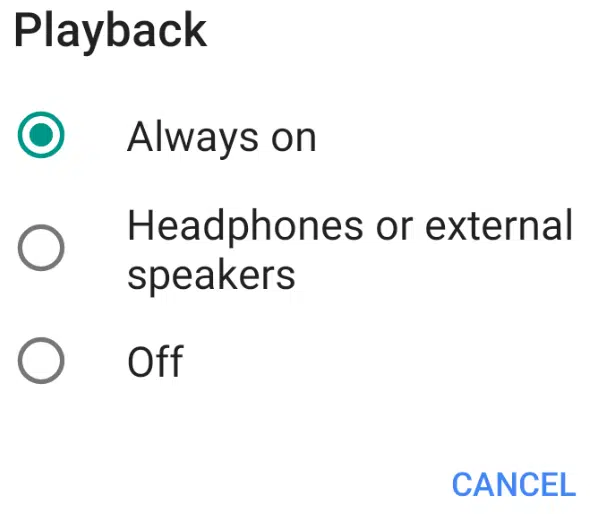 Playback
Always on
Headphones or external
speakers
Off
CANCEL